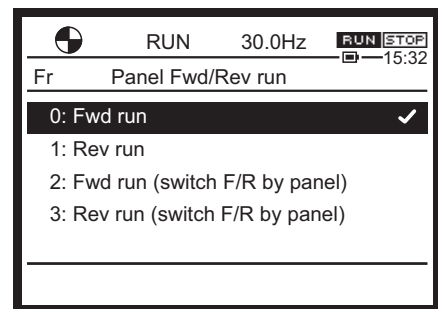 RUN 30.0Hz RUN STOP
15:32
Fr Panel Fwd/Rev run
0: Fwd run
1: Rev run
2: Fwd run (switch F/R by panel)
3: Rev run (switch F/R by panel)